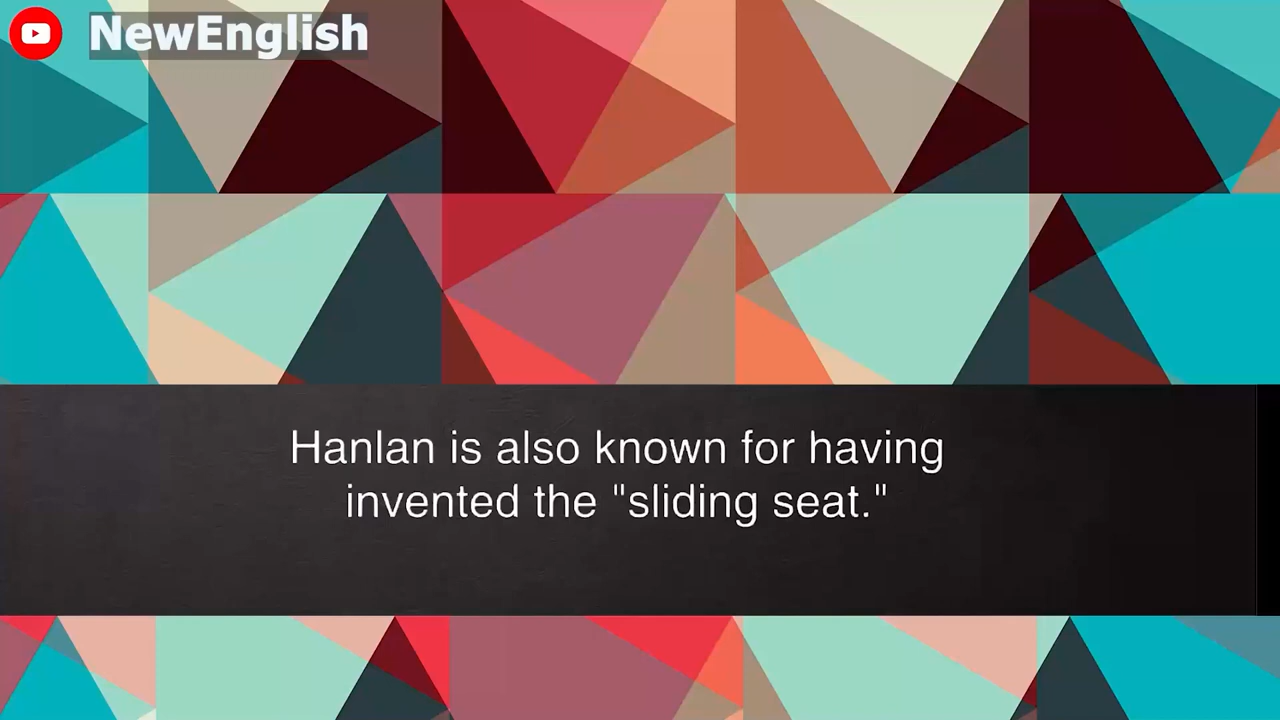 NewEnglish
Hanlan is also known for having
invented the "sliding seat."